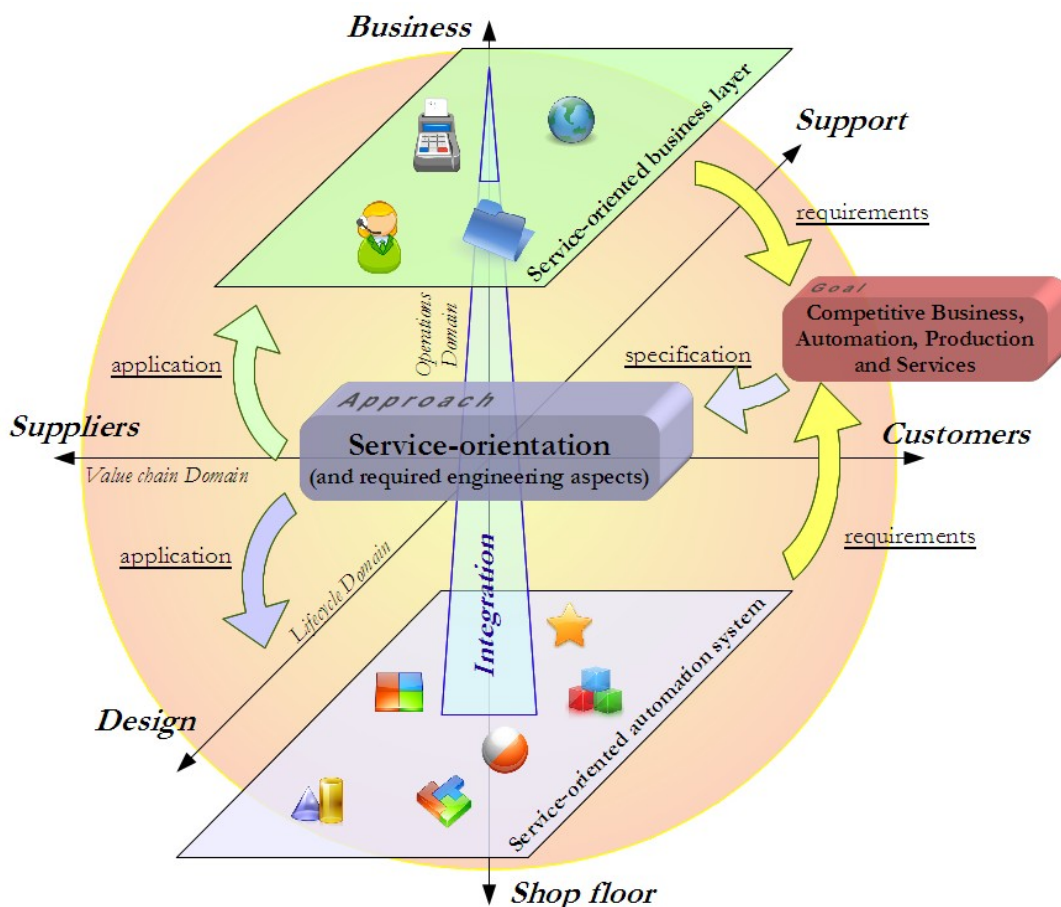 Business
Service-oriented business layer
Support
requirements
Goal
Competitive Business,
Automation, Production
and Services
Operations
Domain
specification
application
Approach
Service-orientation
(and required engineering aspects)
Suppliers
Customers
Value chain Domain
application
requirements
Lifecycle Domain
Integration
Service-oriented automation system
Design
Shop floor